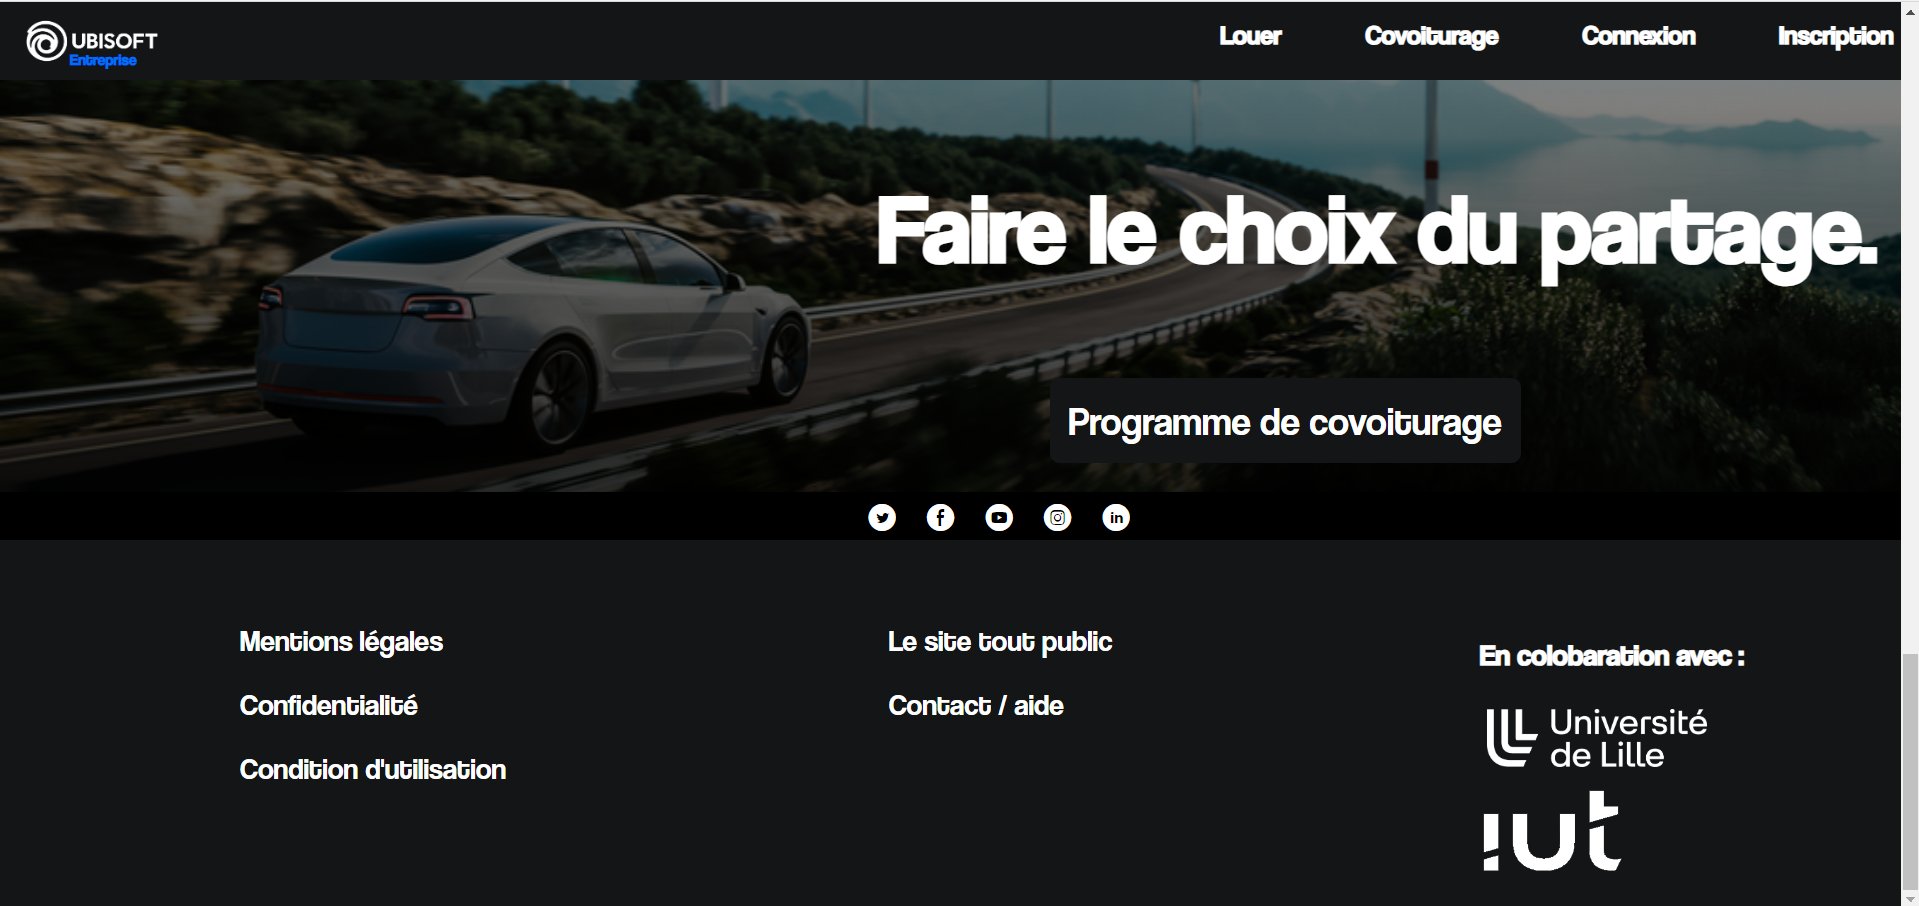 UBISOFT
Entreprise
Louer
Covoiturage
Connexion
Inscription
Faire le choix du partage.
Programme de covoiturage
in
Mentions légales
Confidentialité
Condition d'utilisation
Le site tout public
Contact / aide
En colobaration avec :
Université
de Lille
iut